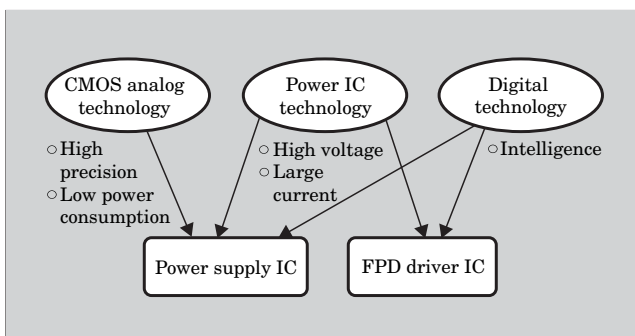 CMOS analog
technology
Power IC
technology
Digital
technology
○ High
precision
○ Low power
consumption
○ High voltage
○ Large
current
○ Intelligence
Power supply IC
FPD driver IC